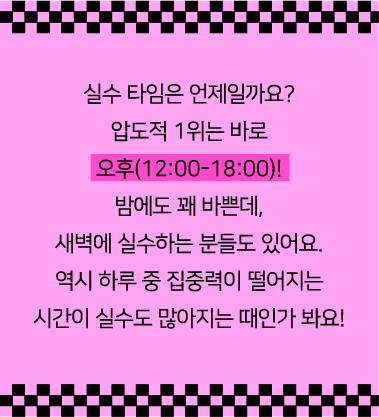 실수 타임은 언제일까요?
압도적 1위는 바로
오후(12:00-18:00)!
밤에도 꽤 바쁜데,
새벽에 실수하는 분들도 있어요.
역시 하루 중 집중력이 떨어지는
시간이 실수도 많아지는 때인가 봐요!